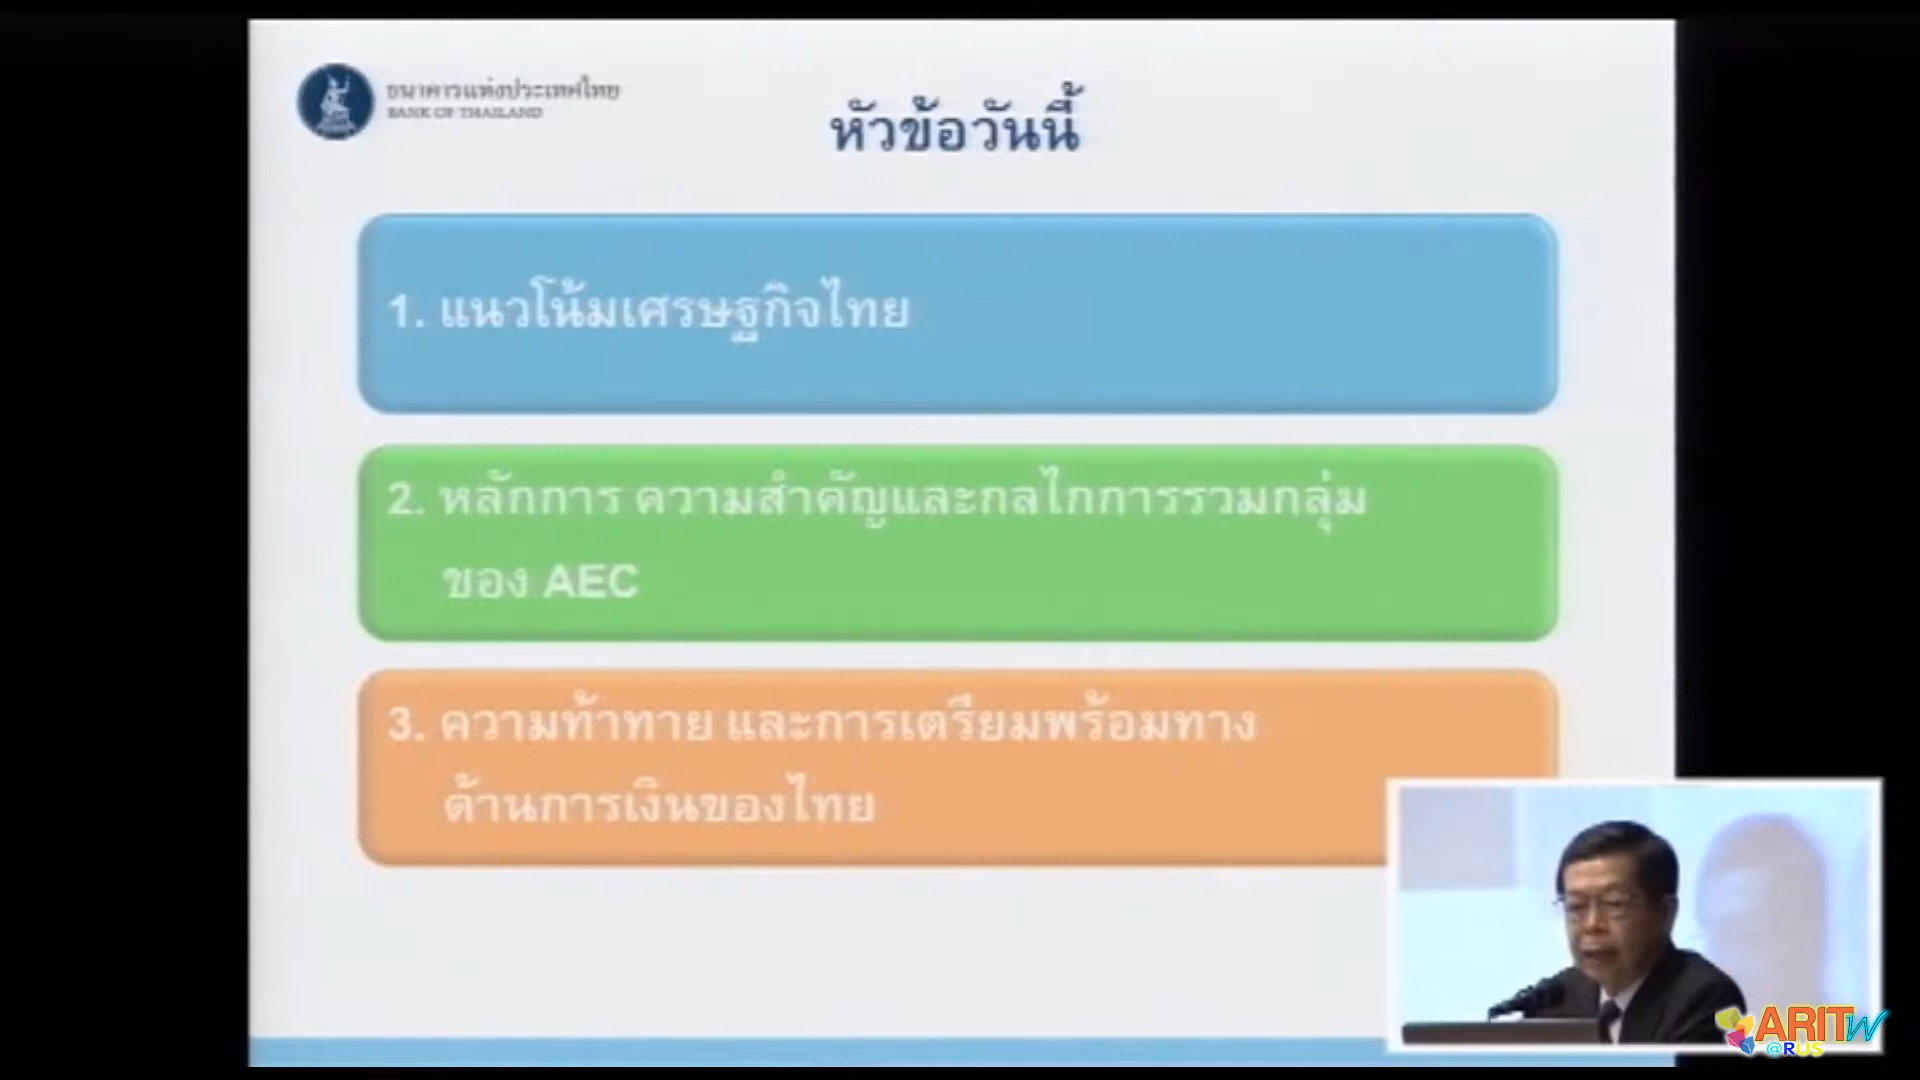 ธนาคารแห่งประเทศไทย
BANK OF THAILAND
หัวข้อวันนี้
1. แนวโน้มเศรษฐกิจไทย
2. หลักการ ความสำคัญและกลไกการรวมกลุ่ม
ของ AEC
3. ความท้าทาย และการเตรียมพร้อมทาง
ด้านการเงินของไทย
ARITW
@RUS